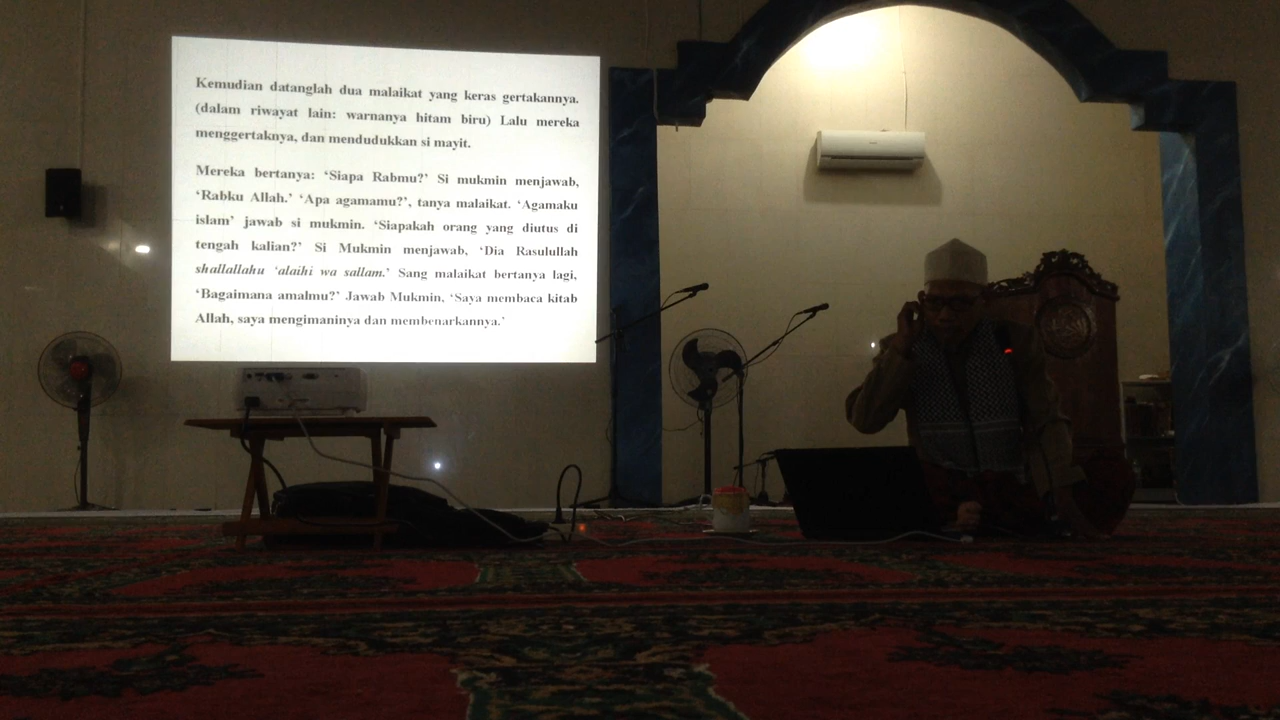 Kemudian datanglah dua malaikat yang keras gertakannya.
(dalam riwayat lain: warnanya hitam biru) Lalu mereka
menggertaknya, dan mendudukkan si mayit.
Mereka bertanya: ‘Siapa Rabmu?’ Si mukmin menjawab,
‘Rabku Allah.’ ‘Apa agamamu?’, tanya malaikat. ‘Agamaku
islam’ jawab si mukmin. ‘Siapakah orang yang diutus di
tengah kalian?’ Si Mukmin menjawab, ‘Dia Rasulullah
shallallahu ‘alaihi wa sallam.’ Sang malaikat bertanya lagi,
‘Bagaimana amalmu?’ Jawab Mukmin, ‘Saya membaca kitab
Allah, saya mengimaninya dan membenarkannya.’